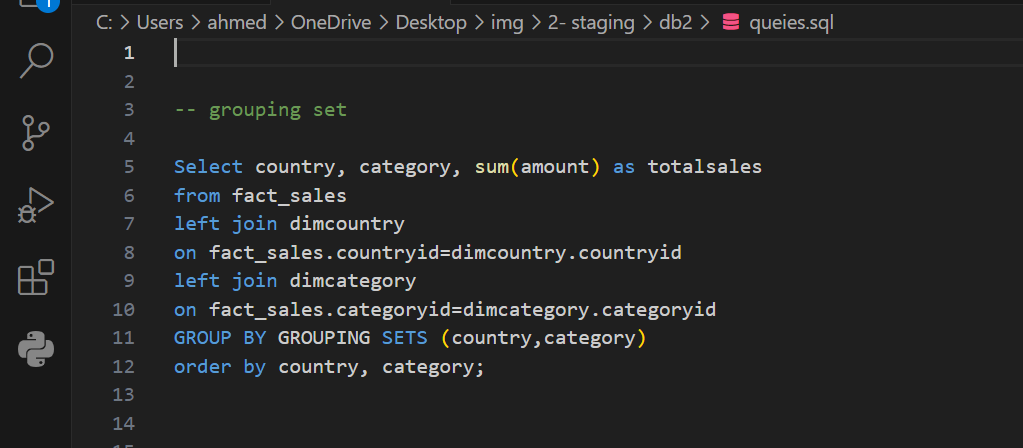 1
C: > Users > ahmed > OneDrive > Desktop > img > 2- staging > db2 > queies.sql
1
2
3 -- grouping set
4
5 Select country, category, sum(amount) as totalsales
6 from fact_sales
7 left join dimcountry
8 on fact_sales.countryid=dimcountry.countryid
9 left join dimcategory
10 on fact_sales.categoryid=dimcategory.categoryid
11 GROUP BY GROUPING SETS (country,category)
12 order by country, category;
13
14